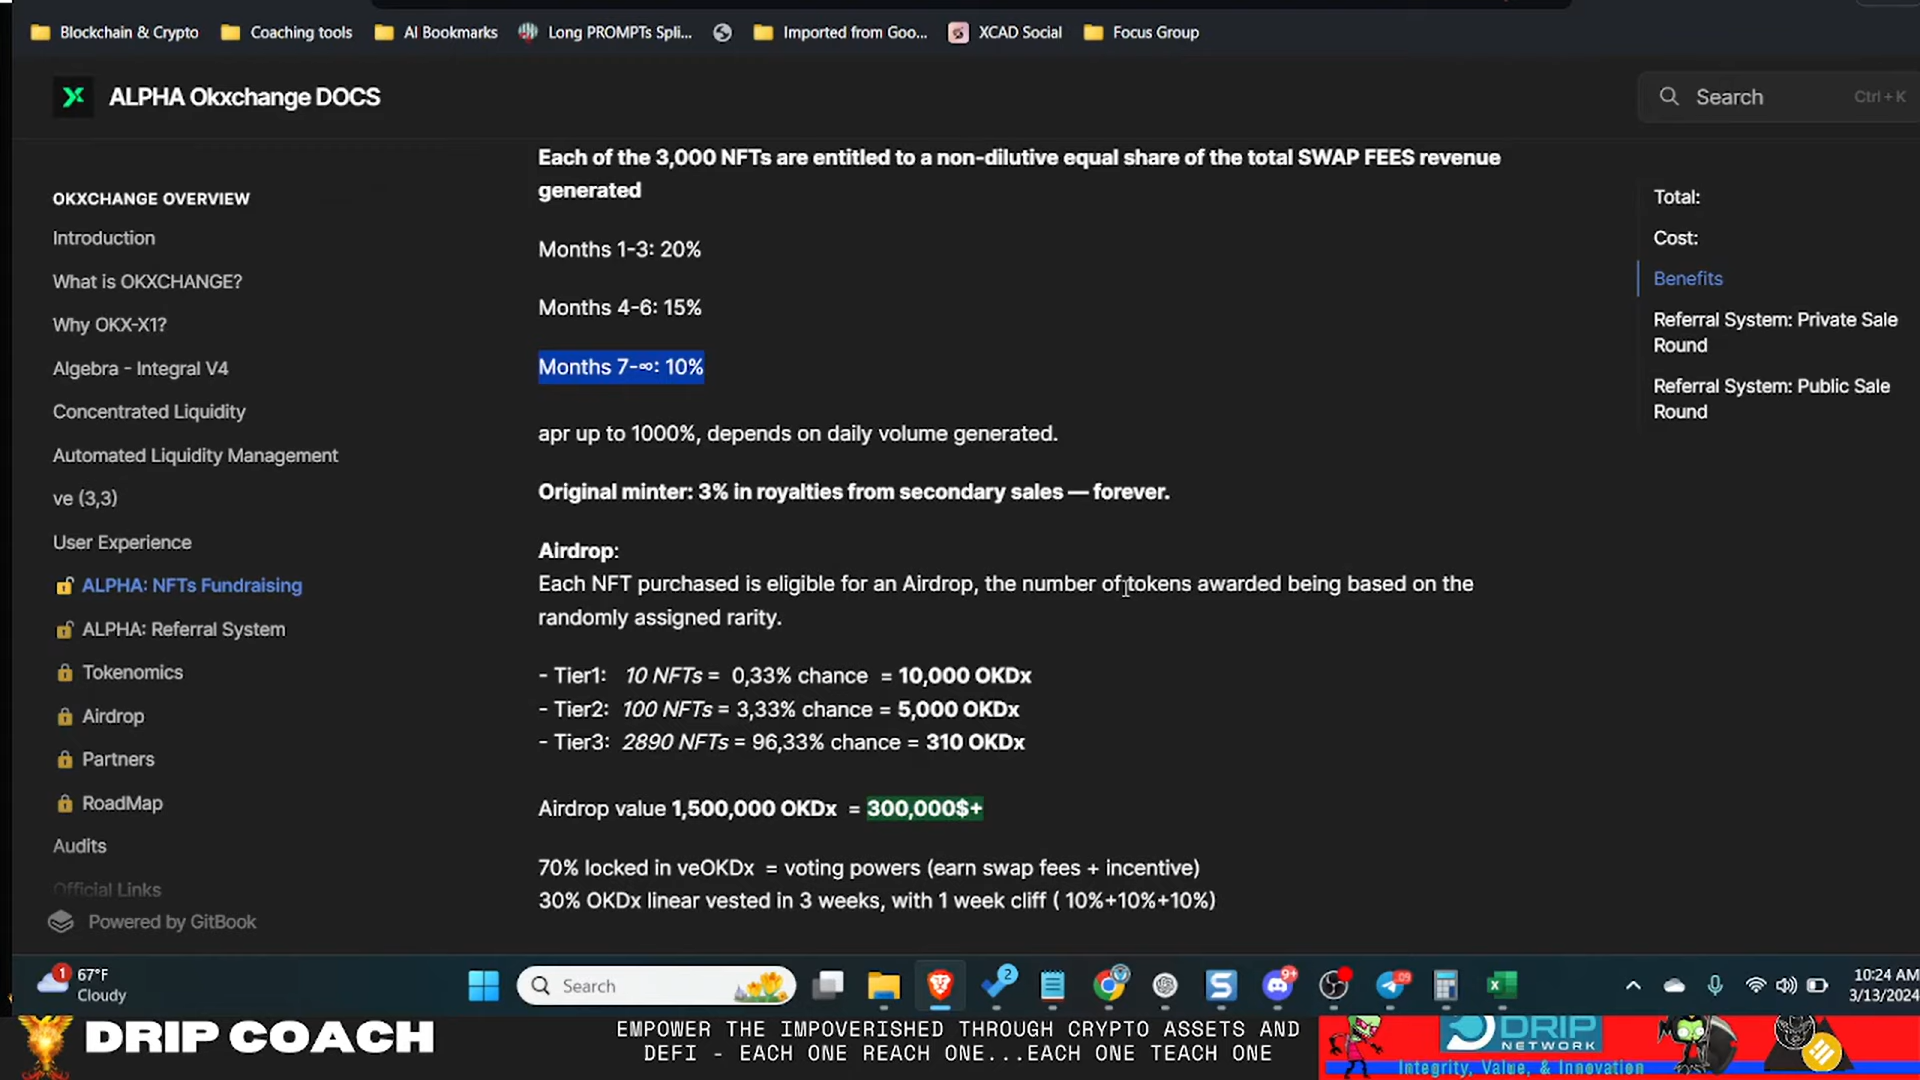 Blockchain & Crypto
Coaching tools
AI Bookmarks
Long PROMPTs Spli...
Imported from Goo...
XCAD Social
Focus Group
ALPHA Okxchange DOCS
Search
Ctrl + K
OKXCHANGE OVERVIEW
Introduction
What is OKXCHANGE?
Why OKX-X1?
Algebra - Integral V4
Concentrated Liquidity
Automated Liquidity Management
ve (3,3)
User Experience
ALPHA: NFTs Fundraising
ALPHA: Referral System
Tokenomics
Airdrop
Partners
RoadMap
Audits
Official Links
Powered by GitBook
Each of the 3,000 NFTs are entitled to a non-dilutive equal share of the total SWAP FEES revenue
generated
Months 1-3: 20%
Months 4-6: 15%
Months 7-∞: 10%
apr up to 1000%, depends on daily volume generated.
Original minter: 3% in royalties from secondary sales — forever.
Airdrop:
Each NFT purchased is eligible for an Airdrop, the number of tokens awarded being based on the
randomly assigned rarity.
- Tier1: 10 NFTs = 0,33% chance = 10,000 OKDx
- Tier2: 100 NFTs = 3,33% chance = 5,000 OKDx
- Tier3: 2890 NFTs = 96,33% chance = 310 OKDx
Airdrop value 1,500,000 OKDx = 300,000$+
70% locked in veOKDx = voting powers (earn swap fees + incentive)
30% OKDx linear vested in 3 weeks, with 1 week cliff ( 10%+10%+10%)
Total:
Cost:
Benefits
Referral System: Private Sale
Round
Referral System: Public Sale
Round
1
67°F
Cloudy
Search
2
9+
10:24 AM
3/13/2024
DRIP COACH
EMPOWER THE IMPOVERISHED THROUGH CRYPTO ASSETS AND
DEFI - EACH ONE REACH ONE...EACH ONE TEACH ONE
DRIP
NETWORK
Integrity, Value, & Innovation